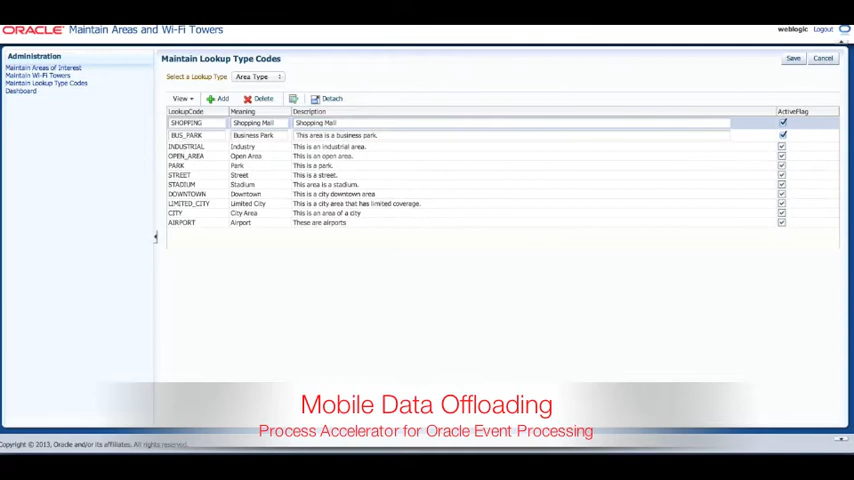 ORACLE Maintain Areas and Wi-Fi Towers
weblogic Logout
Administration
Maintain Areas of Interest
Maintain Wi-Fi Towers
Maintain Lookup Type Codes
Dashboard
Maintain Lookup Type Codes
Save Cancel
Select a Lookup Type Area Type
View Add Delete Detach
LookupCode Meaning Description ActiveFlag
SHOPPING Shopping Mall Shopping Mall
BUS_PARK Business Park This area is a business park.
INDUSTRIAL Industry This is an industrial area.
OPEN_AREA Open Area This is an open area.
PARK Park This is a park.
STREET Street This is a street.
STADIUM Stadium This area is a stadium.
DOWNTOWN Downtown This is a city downtown area
LIMITED_CITY Limited City This is a city area that has limited coverage.
CITY City Area This is an area of a city
AIRPORT Airport These are airports
Mobile Data Offloading
Process Accelerator for Oracle Event Processing
Copyright © 2013, Oracle and/or its affiliates. All rights reserved.